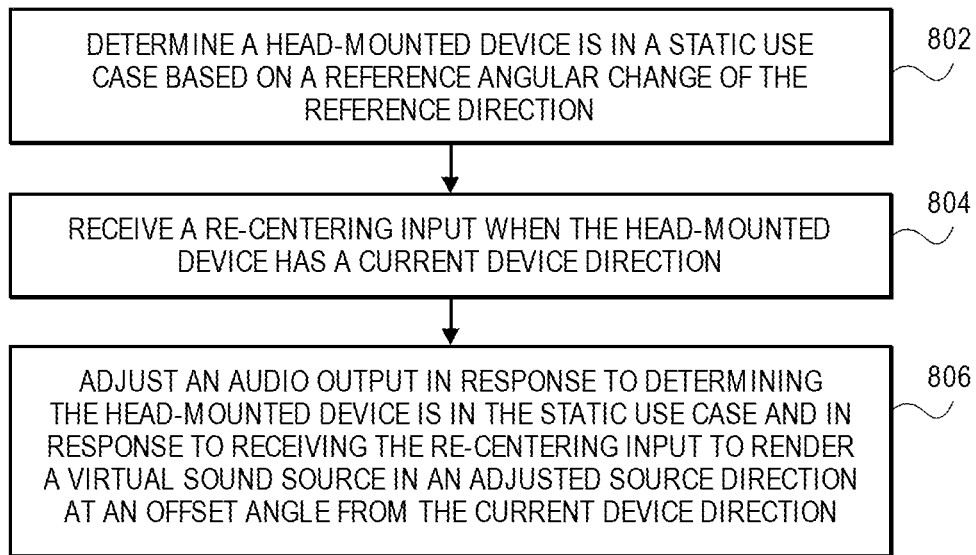 DETERMINE A HEAD-MOUNTED DEVICE IS IN A STATIC USE
CASE BASED ON A REFERENCE ANGULAR CHANGE OF THE
REFERENCE DIRECTION
802
RECEIVE A RE-CENTERING INPUT WHEN THE HEAD-MOUNTED
DEVICE HAS A CURRENT DEVICE DIRECTION
804
ADJUST AN AUDIO OUTPUT IN RESPONSE TO DETERMINING
THE HEAD-MOUNTED DEVICE IS IN THE STATIC USE CASE AND IN
RESPONSE TO RECEIVING THE RE-CENTERING INPUT TO RENDER
A VIRTUAL SOUND SOURCE IN AN ADJUSTED SOURCE DIRECTION
AT AN OFFSET ANGLE FROM THE CURRENT DEVICE DIRECTION
806